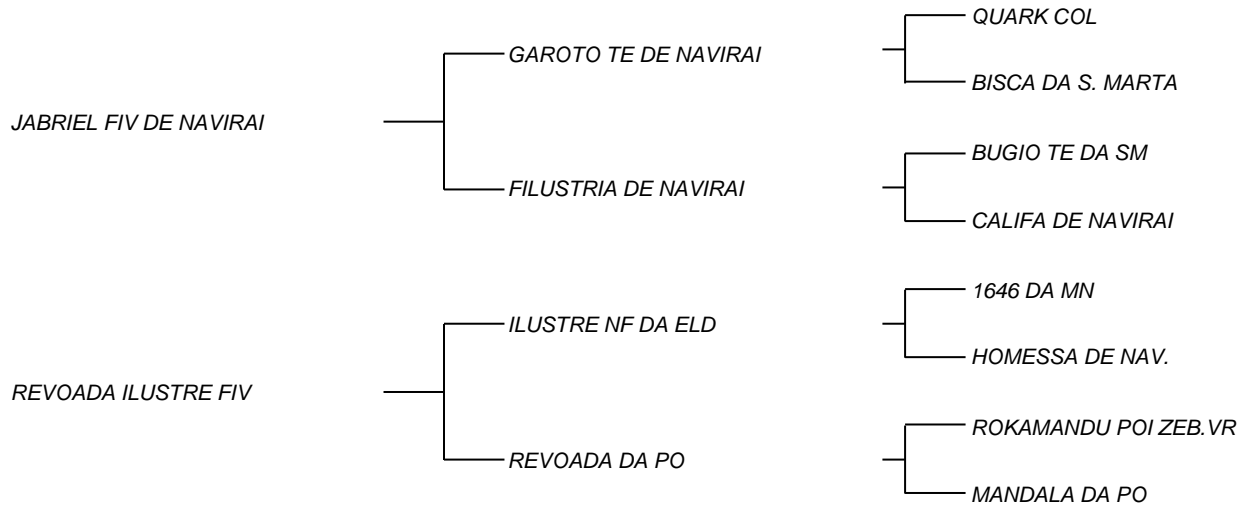 QUARK COL
GAROTO TE DE NAVIRAI
BISCA DA S. MARTA
JABRIEL FIV DE NAVIRAI
BUGIO TE DA SM
FILUSTRIA DE NAVIRAI
CALIFA DE NAVIRAI
1646 DA MN
ILUSTRE NF DA ELD
HOMESSA DE NAV.
REVOADA ILUSTRE FIV
ROKAMANDU POI ZEB.VR
REVOADA DA PO
MANDALA DA PO